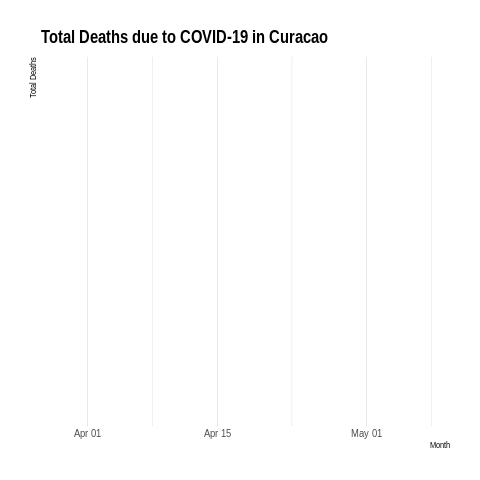 Total Deaths due to COVID-19 in Curacao
Total Deaths
Apr 01
Apr 15
May 01
Month